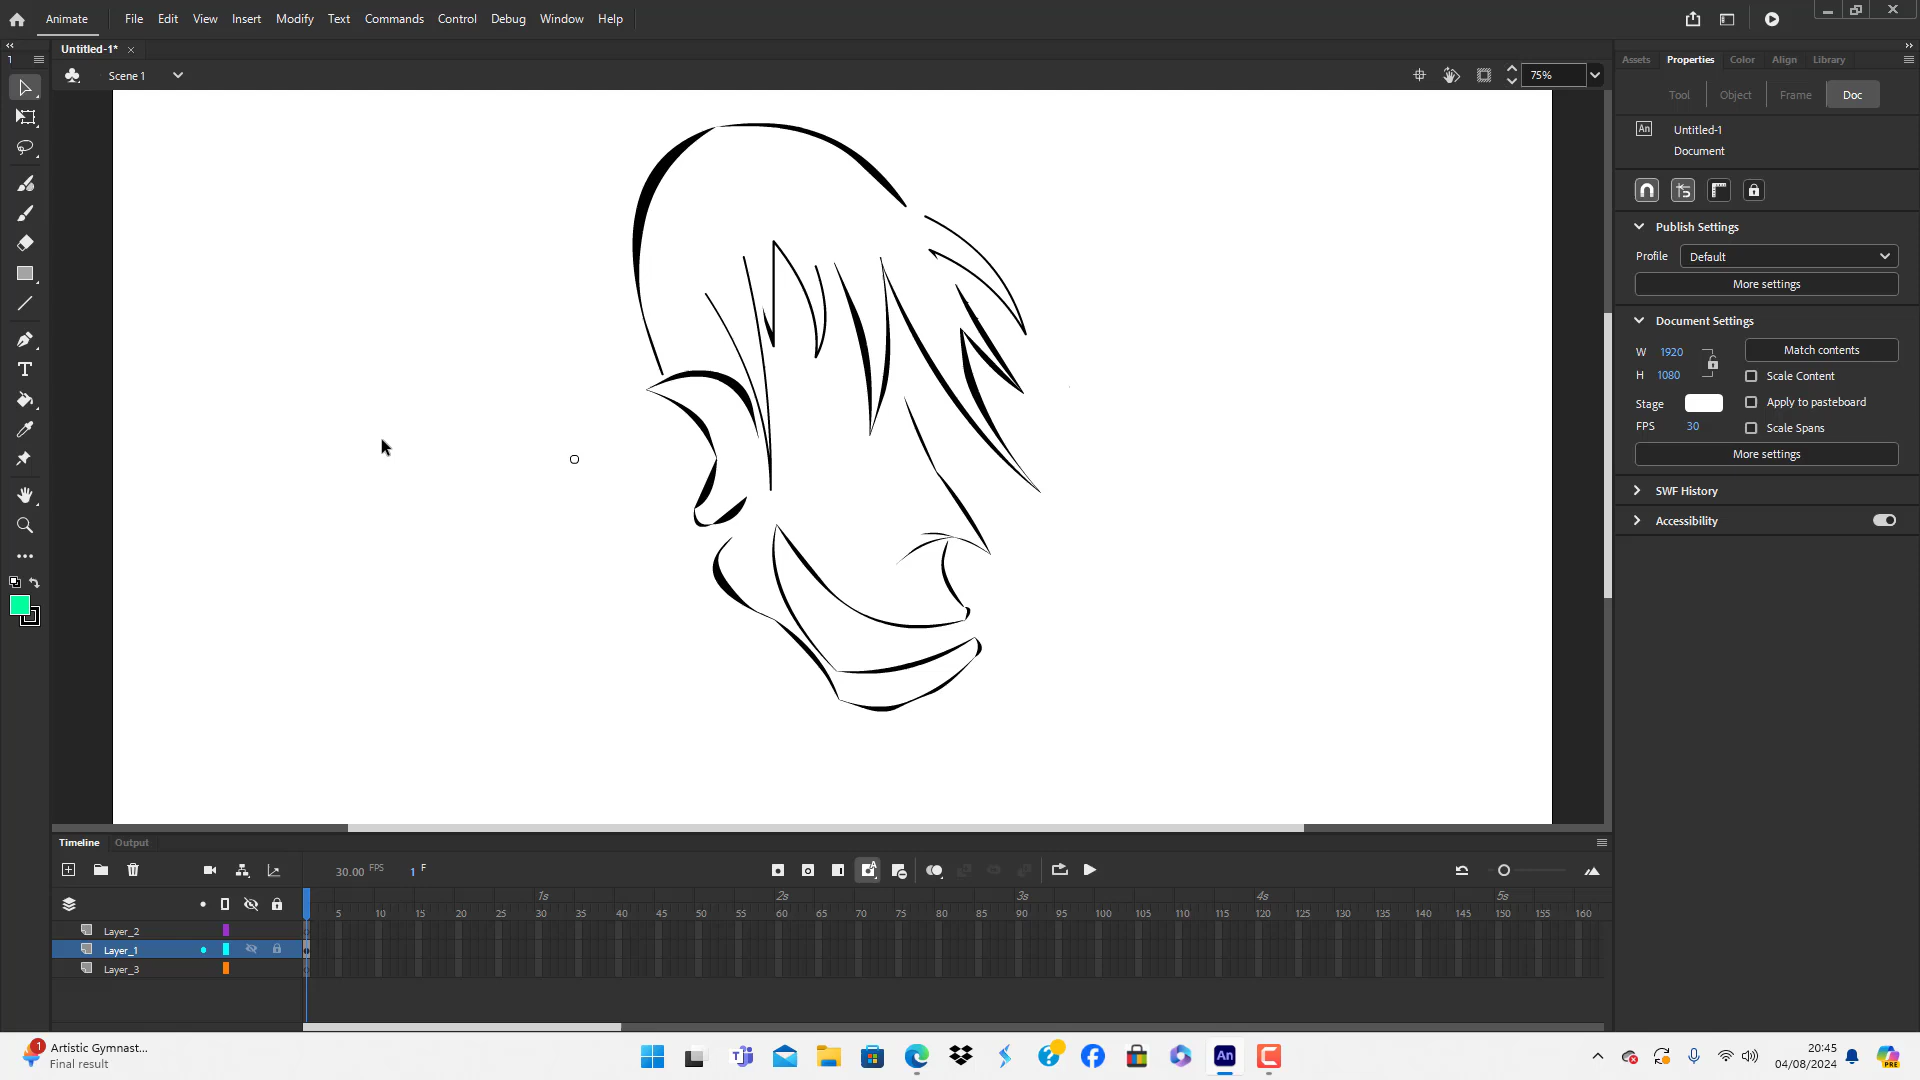 Animate File Edit View Insert Modify Text Commands Control Debug Window Help
Untitled-1*
1
Scene 1
75%
Assets Properties Color Align Library
Tool Object Frame Doc
An Untitled-1
Document
Publish Settings
Profile Default
More settings
Document Settings
W 1920 Match contents
H 1080 Scale Content
Stage Apply to pasteboard
FPS 30 Scale Spans
More settings
SWF History
Accessibility
T
Timeline Output
30.00 FPS 1 F
1s 2s 3s 4s 5s
5 10 15 20 25 30 35 40 45 50 55 60 65 70 75 80 85 90 95 100 105 110 115 120 125 130 135 140 145 150 155 160
Layer_2
Layer_1
Layer_3
1 Artistic Gymnast...
Final result
An
20:45
04/08/2024
PRE